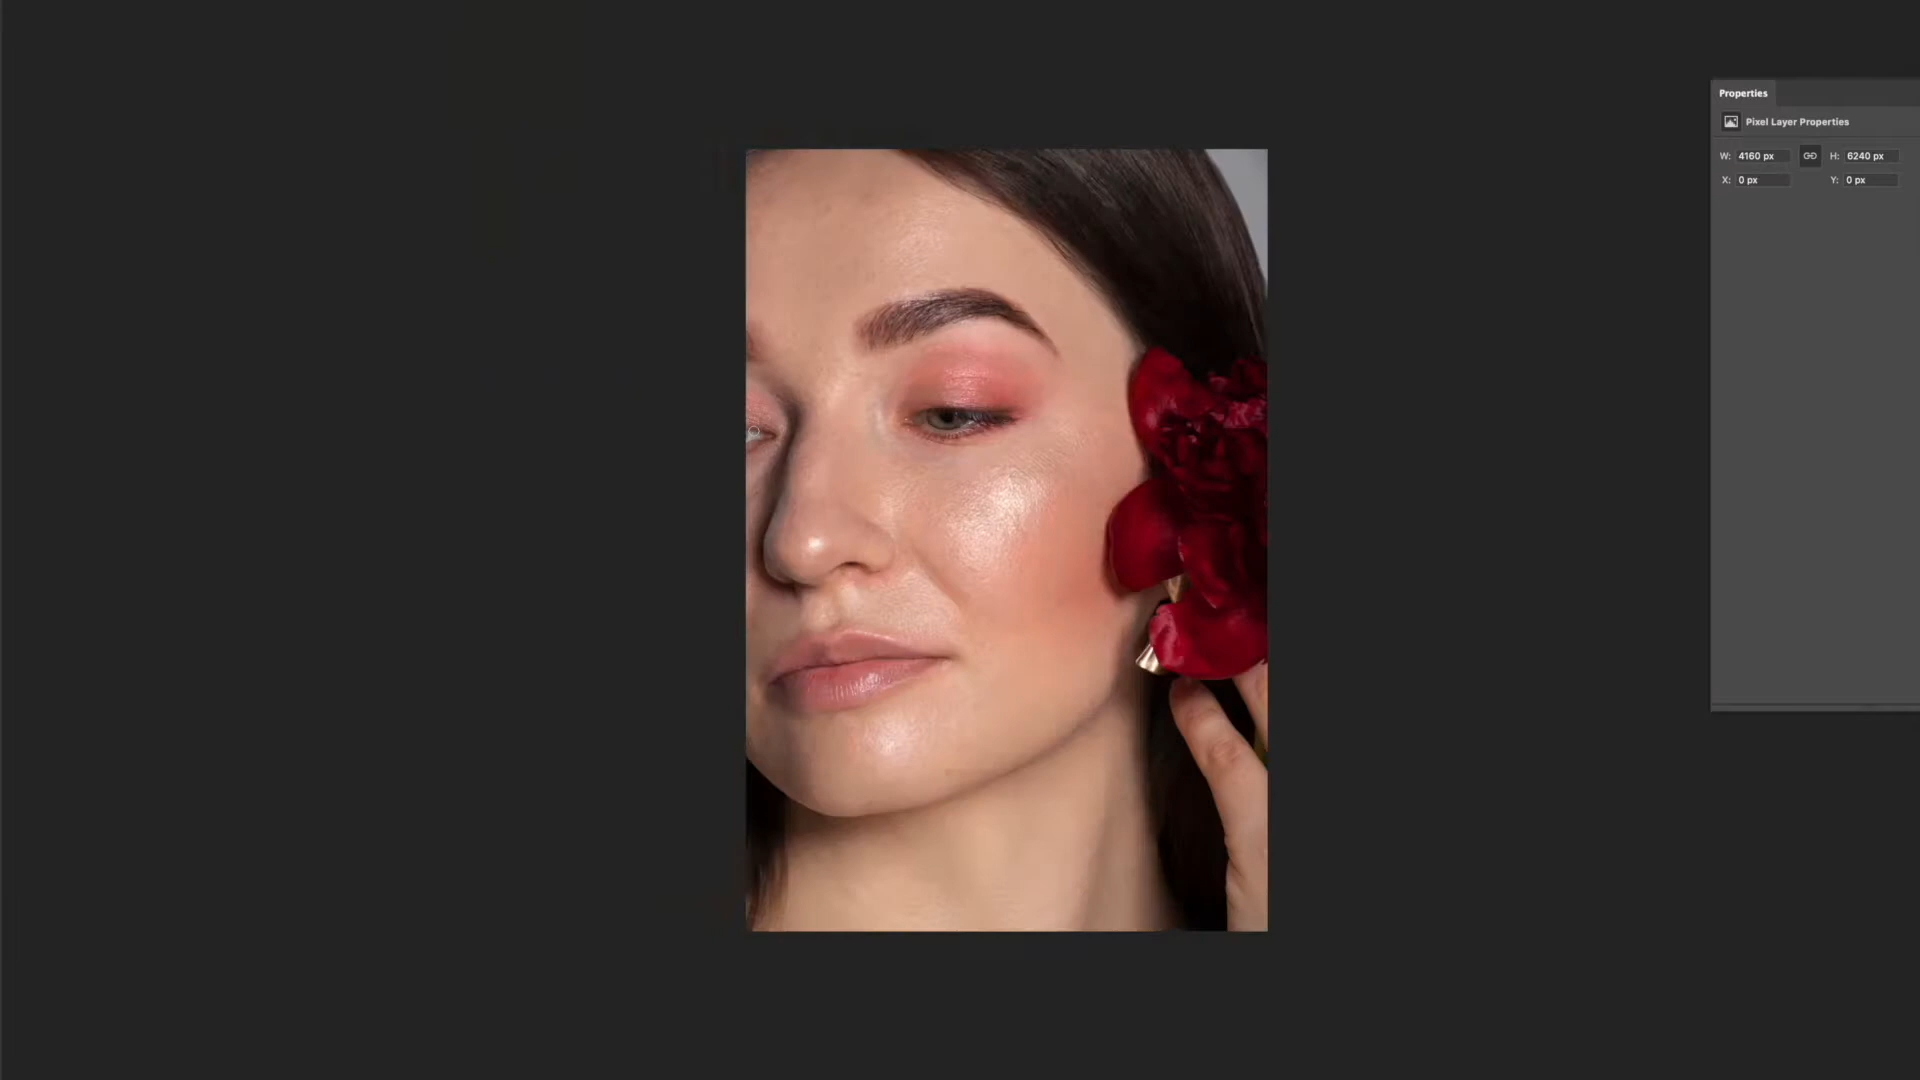 Properties
Pixel Layer Properties
W: 4160 px H: 6240 px
X: 0 px Y: 0 px